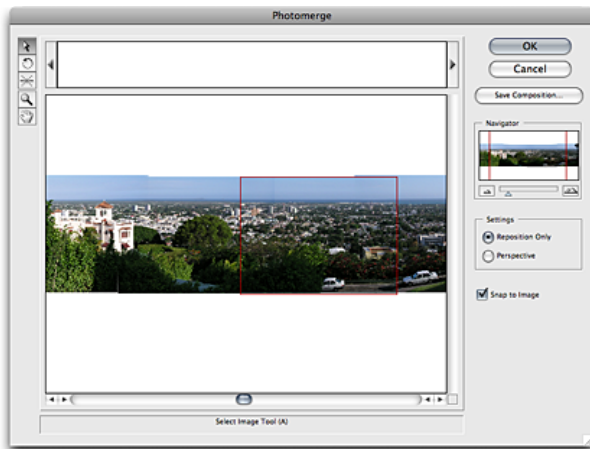 Photomerge
OK
Cancel
Save Composition...
Navigator
Settings
Reposition Only
Perspective
Snap to Image
Select Image Tool (A)